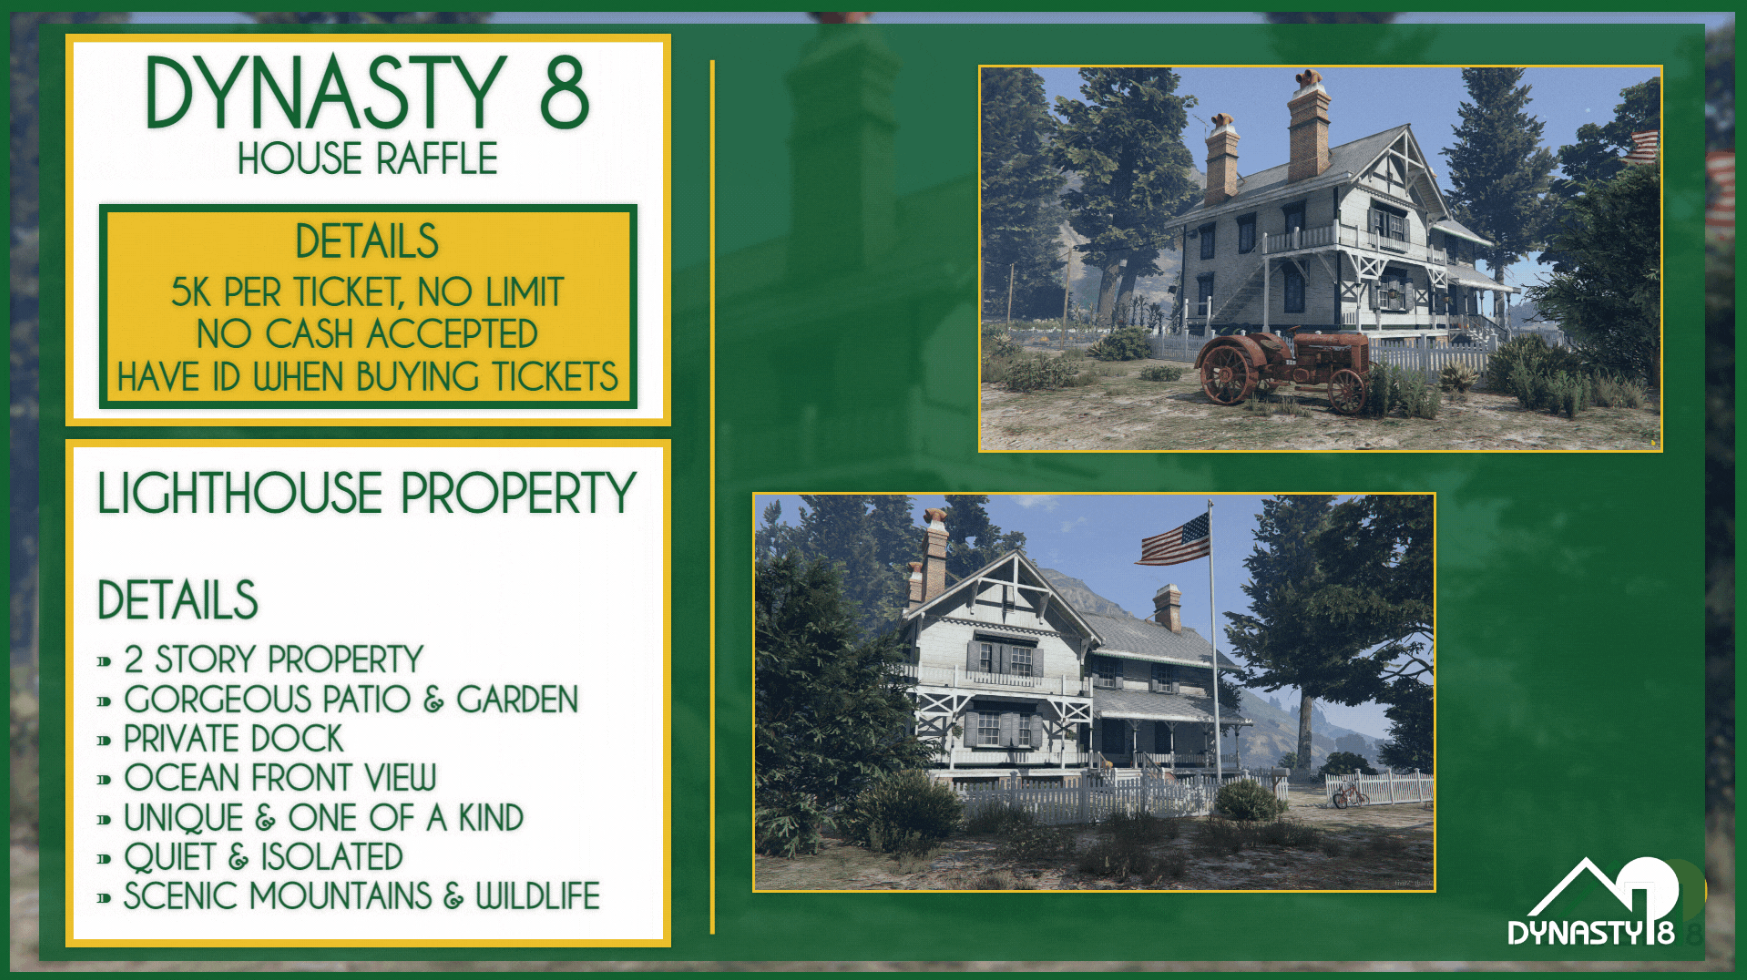 DYNASTY 8
HOUSE RAFFLE
DETAILS
5K PER TICKET, NO LIMIT
NO CASH ACCEPTED
HAVE ID WHEN BUYING TICKETS
LIGHTHOUSE PROPERTY
DETAILS
2 STORY PROPERTY
GORGEOUS PATIO & GARDEN
PRIVATE DOCK
OCEAN FRONT VIEW
UNIQUE & ONE OF A KIND
QUIET & ISOLATED
SCENIC MOUNTAINS & WILDLIFE
DYNASTY 8